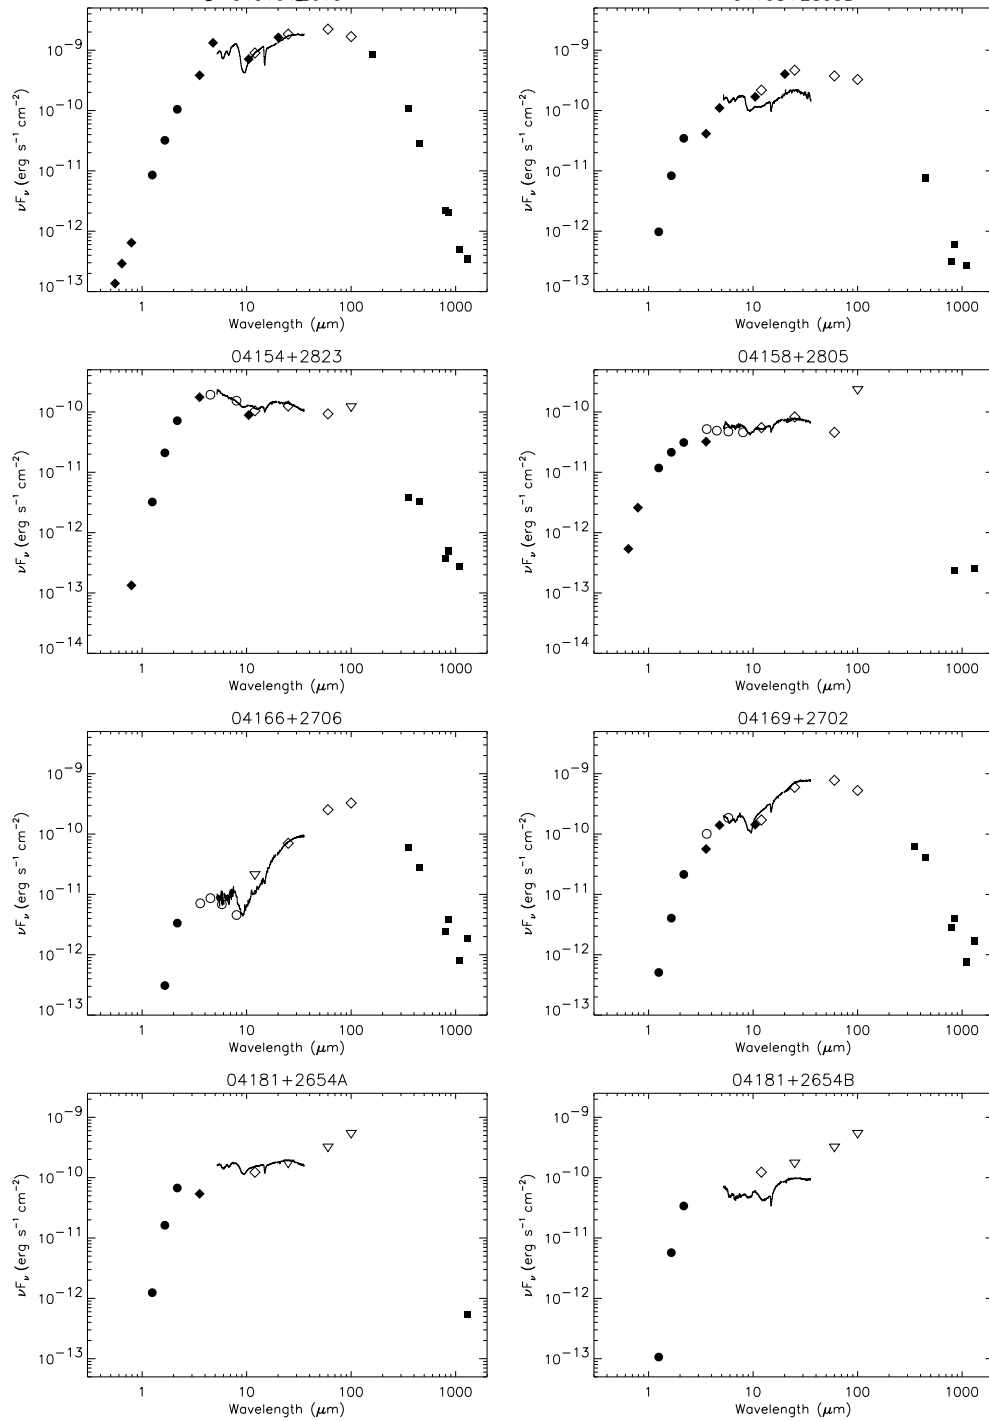 10⁻⁹
10⁻¹⁰
10⁻¹¹
10⁻¹²
10⁻¹³
νFν (erg s⁻¹ cm⁻²)
1 10 100 1000
Wavelength (μm)
10⁻⁹
10⁻¹⁰
10⁻¹¹
10⁻¹²
10⁻¹³
νFν (erg s⁻¹ cm⁻²)
1 10 100 1000
Wavelength (μm)
04154+2823
10⁻¹⁰
10⁻¹¹
10⁻¹²
10⁻¹³
10⁻¹⁴
νFν (erg s⁻¹ cm⁻²)
1 10 100 1000
Wavelength (μm)
04158+2805
10⁻¹⁰
10⁻¹¹
10⁻¹²
10⁻¹³
10⁻¹⁴
νFν (erg s⁻¹ cm⁻²)
1 10 100 1000
Wavelength (μm)
04166+2706
10⁻⁹
10⁻¹⁰
10⁻¹¹
10⁻¹²
10⁻¹³
νFν (erg s⁻¹ cm⁻²)
1 10 100 1000
Wavelength (μm)
04169+2702
10⁻⁹
10⁻¹⁰
10⁻¹¹
10⁻¹²
10⁻¹³
νFν (erg s⁻¹ cm⁻²)
1 10 100 1000
Wavelength (μm)
04181+2654A
10⁻⁹
10⁻¹⁰
10⁻¹¹
10⁻¹²
10⁻¹³
νFν (erg s⁻¹ cm⁻²)
1 10 100 1000
Wavelength (μm)
04181+2654B
10⁻⁹
10⁻¹⁰
10⁻¹¹
10⁻¹²
10⁻¹³
νFν (erg s⁻¹ cm⁻²)
1 10 100 1000
Wavelength (μm)